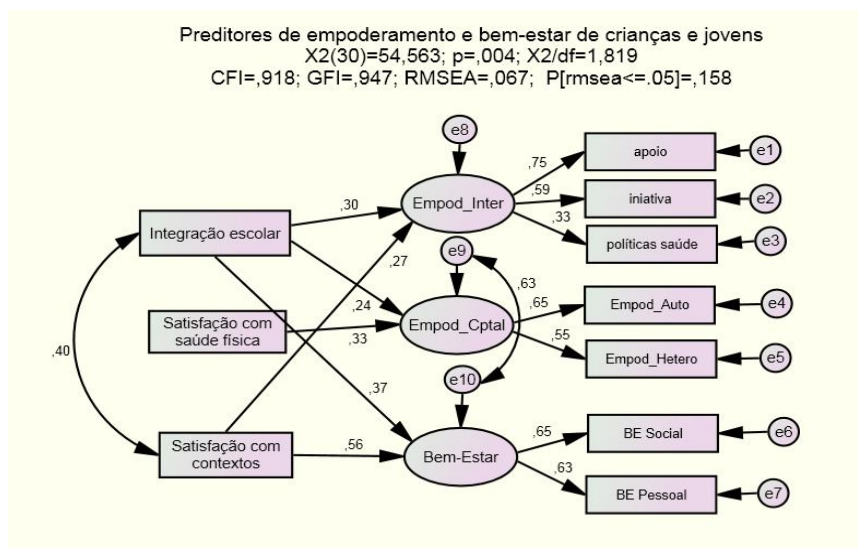 Preditores de empoderamento e bem-estar de crianças e jovens
X2(30)=54,563; p=,004; X2/df=1,819
CFI=,918; GFI=,947; RMSEA=,067; P[rmsea<=.05]=,158
e8
,75
apoio
e1
,30
Empod_Inter
,59
iniativa
e2
Integração escolar
,33
políticas saúde
e3
,27
e9
,63
,24
,65
Empod_Auto
e4
Satisfação com
saúde física
,33
Empod_Cptal
,55
Empod_Hetero
e5
,40
,37
e10
Satisfação com
contextos
,56
Bem-Estar
,65
BE Social
e6
,63
BE Pessoal
e7